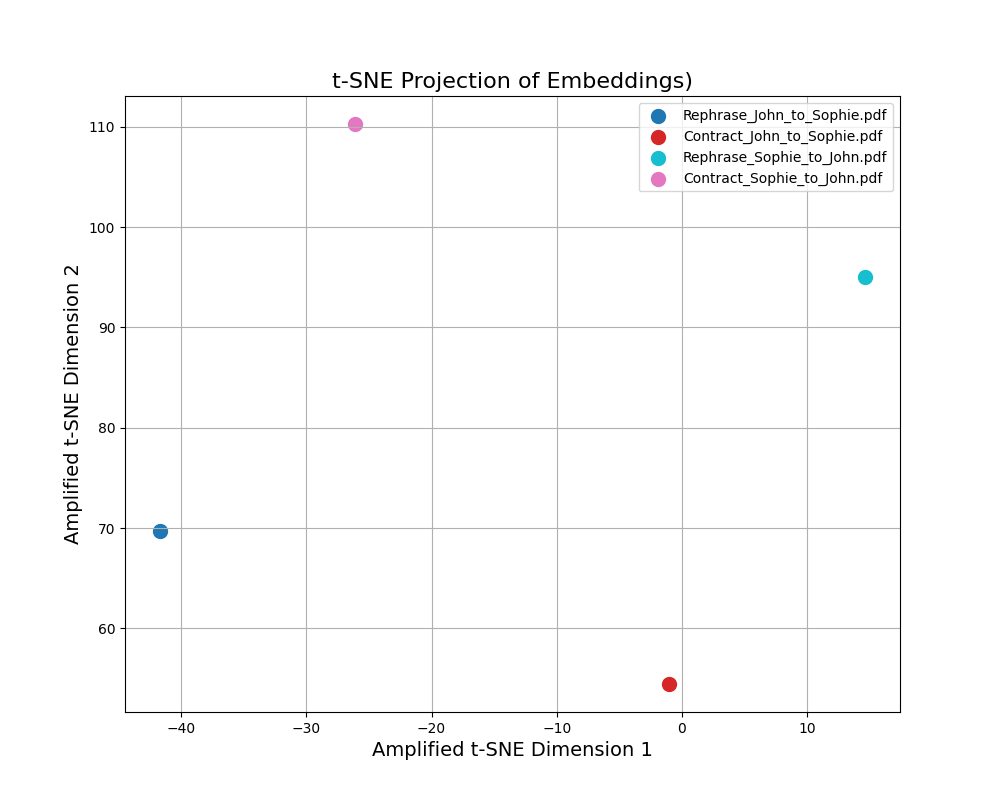 t-SNE Projection of Embeddings)
Rephrase_John_to_Sophie.pdf
Contract_John_to_Sophie.pdf
Rephrase_Sophie_to_John.pdf
Contract_Sophie_to_John.pdf
110
100
90
80
70
60
Amplified t-SNE Dimension 2
−40
−30
−20
−10
0
10
Amplified t-SNE Dimension 1